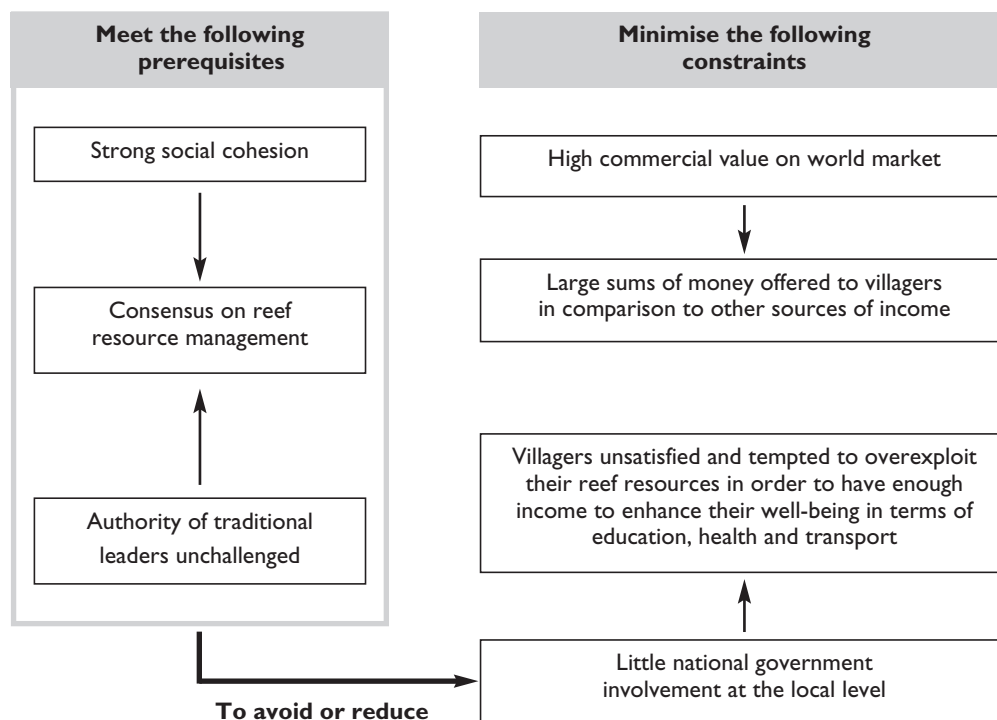 Meet the following
prerequisites
Strong social cohesion
Consensus on reef
resource management
Authority of traditional
leaders unchallenged
To avoid or reduce
Minimise the following
constraints
High commercial value on world market
Large sums of money offered to villagers
in comparison to other sources of income
Villagers unsatisfied and tempted to overexploit
their reef resources in order to have enough
income to enhance their well-being in terms of
education, health and transport
Little national government
involvement at the local level